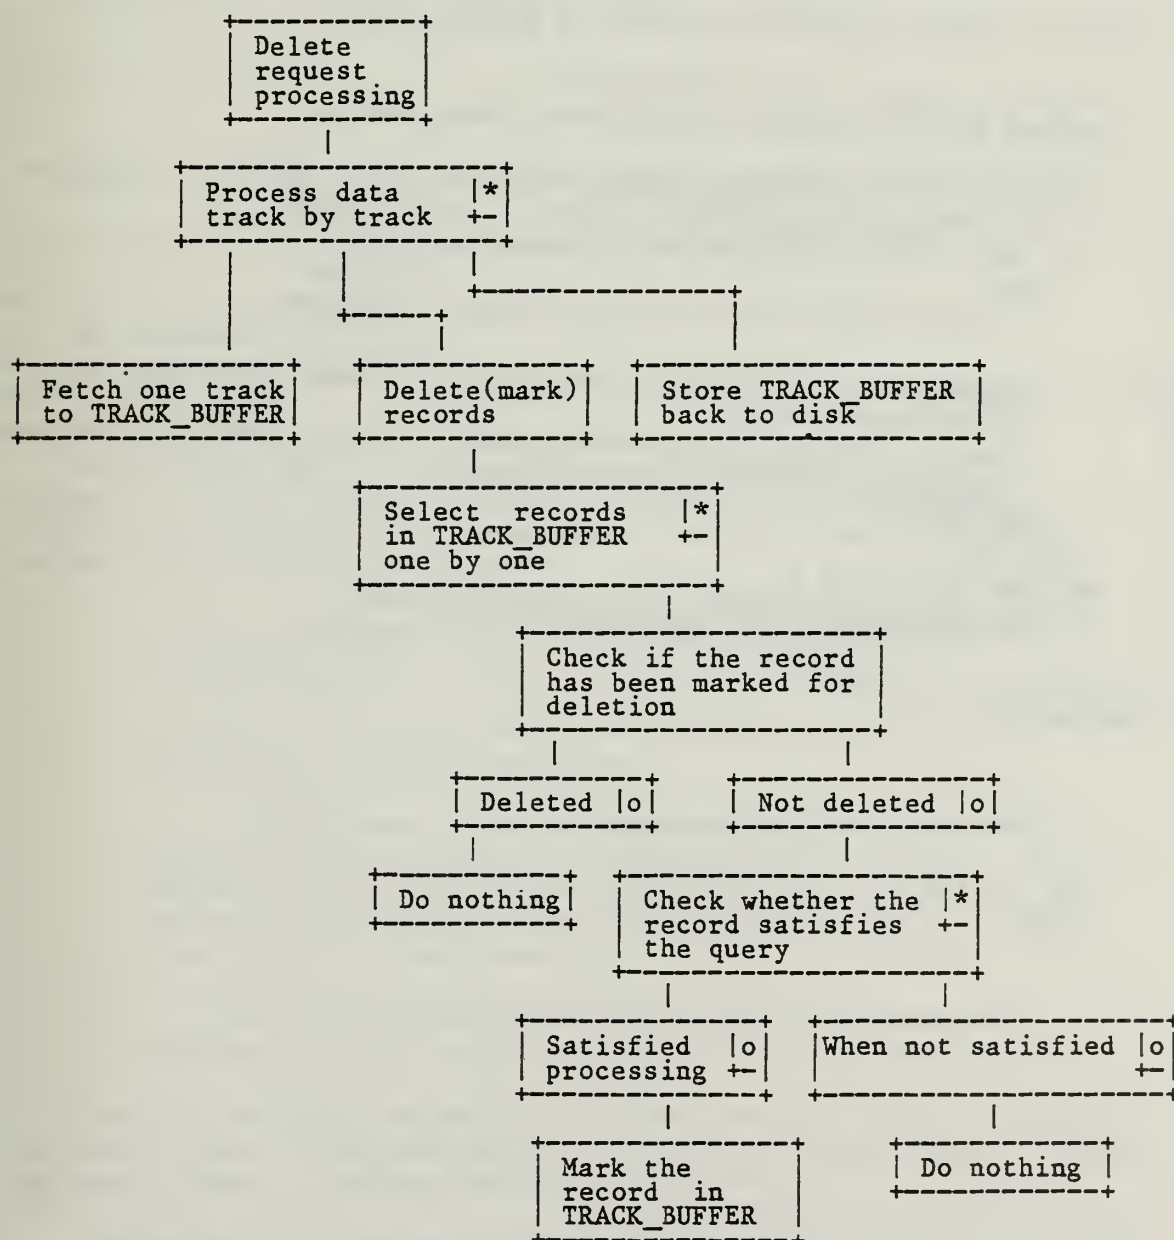 Delete
request
processing
Process data *
track by track
Fetch one track
to TRACK_BUFFER
Delete(mark)
records
Store TRACK_BUFFER
back to disk
Select records *
in TRACK_BUFFER
one by one
Check if the record
has been marked for
deletion
Deleted o
Not deleted o
Do nothing
Check whether the *
record satisfies
the query
Satisfied o
processing
When not satisfied o
Mark the
record in
TRACK_BUFFER
Do nothing